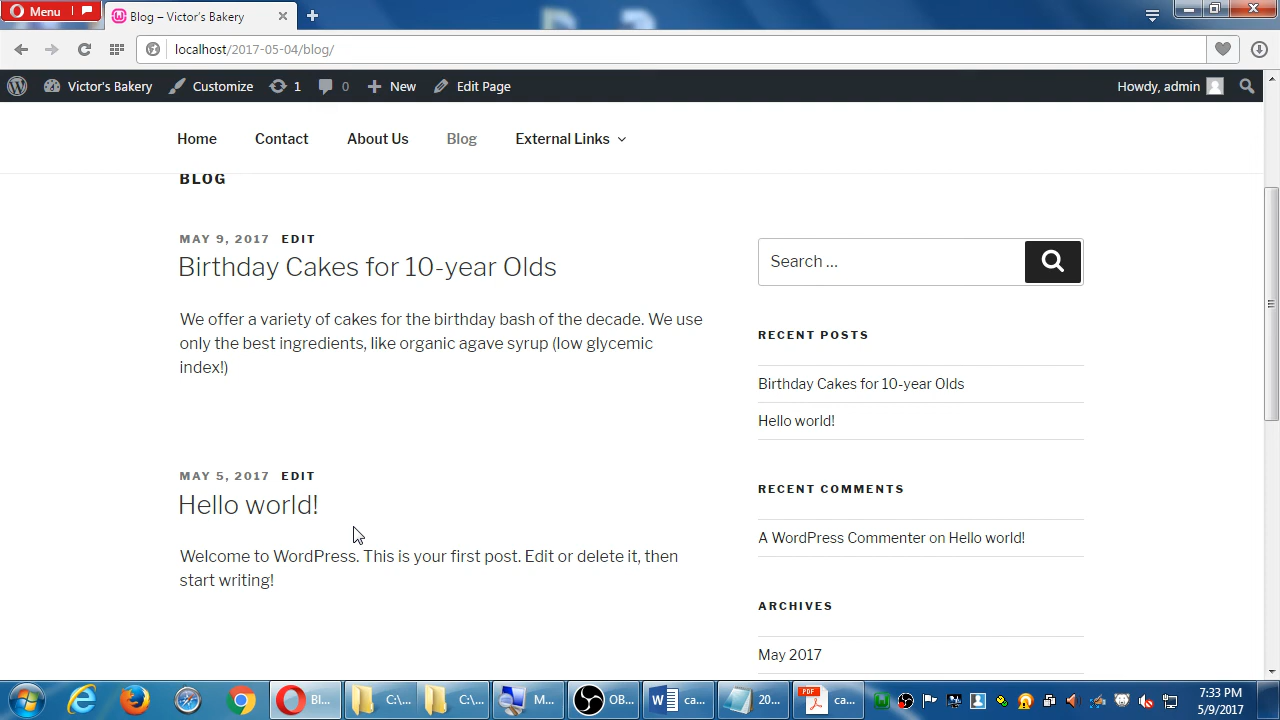 Menu
Blog – Victor's Bakery
localhost/2017-05-04/blog/
Victor's Bakery
Customize
1
0
New
Edit Page
Howdy, admin
Home
Contact
About Us
Blog
External Links
BLOG
MAY 9, 2017 EDIT
Birthday Cakes for 10-year Olds
We offer a variety of cakes for the birthday bash of the decade. We use
only the best ingredients, like organic agave syrup (low glycemic
index!)
MAY 5, 2017 EDIT
Hello world!
Welcome to WordPress. This is your first post. Edit or delete it, then
start writing!
Search …
RECENT POSTS
Birthday Cakes for 10-year Olds
Hello world!
RECENT COMMENTS
A WordPress Commenter on Hello world!
ARCHIVES
May 2017
Bl...
C:\...
C:\...
M...
OB...
ca...
20...
ca...
7:33 PM
5/9/2017